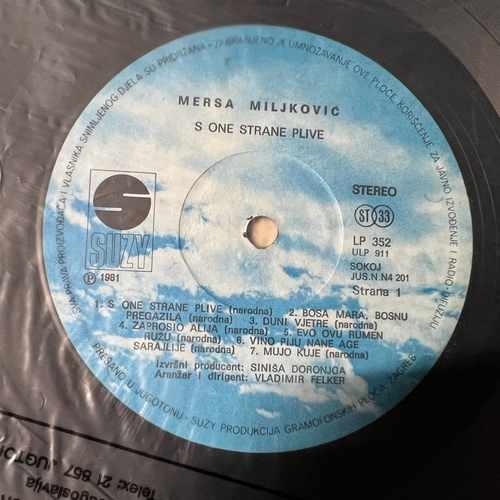 SVA PRAVA PROIZVOĐAČA I VLASNIKA SNIMLJENOG DJELA SU PRIDRŽANA • ZABRANJENO JE UMNOŽAVANJE OVE PLOČE, KORIŠĆENJE ZA JAVNO IZVOĐENJE I RADIO DIFUZIJU
MERSA MILJKOVIĆ
S ONE STRANE PLIVE
SUZY
℗ 1981
STEREO
ST 33
LP 352
ULP 911
SOKOJ
JUS.N.N4 201
Strana 1
1. S ONE STRANE PLIVE (narodna) 2. BOSA MARA, BOSNU
PREGAZILA (narodna) 3. DUNI VJETRE (narodna)
4. ZAPROSIO ALIJA (narodna) 5. EVO OVU RUMEN
RUŽU (narodna) 6. VINO PIJU NANE AGE
SARAJLIJE (narodna) 7. MUJO KUJE (narodna)
Izvršni producent: SINIŠA DORONJGA
Aranžer i dirigent: VLADIMIR FELKER
PREŠANO U JUGOTONU - SUZY PRODUKCIJA GRAMOFONSKIH PLOČA ZAGREB
Telex: 21 867 JUGTON